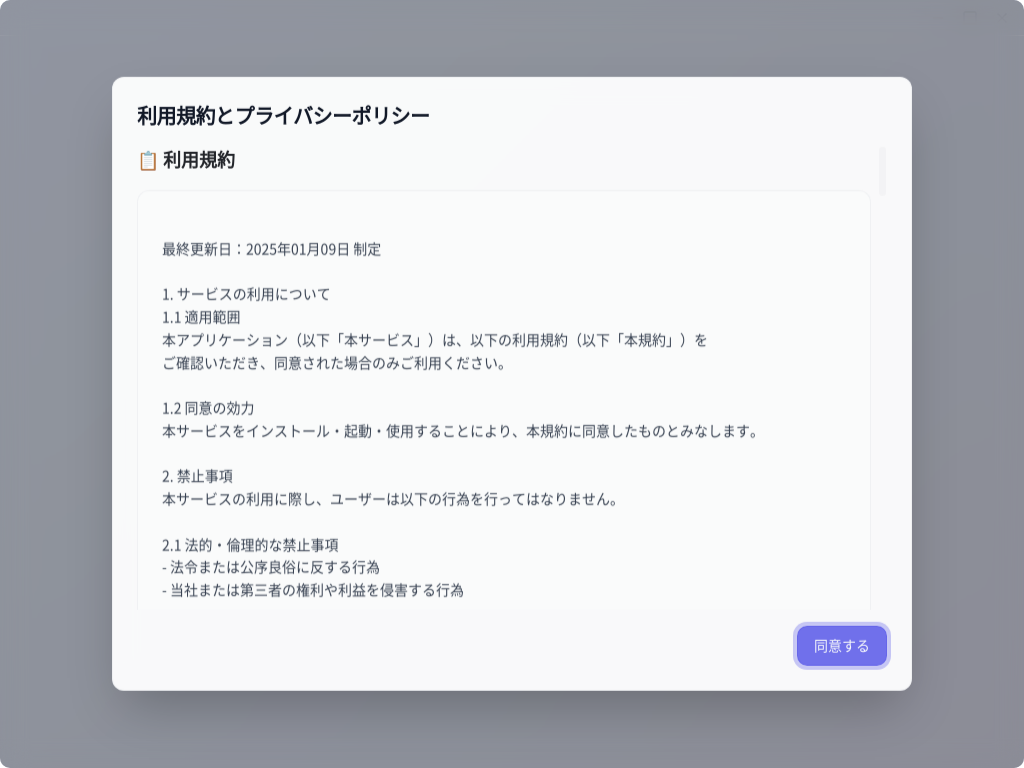 利用規約とプライバシーポリシー
📋 利用規約
最終更新日：2025年01月09日 制定
1. サービスの利用について
1.1 適用範囲
本アプリケーション（以下「本サービス」）は、以下の利用規約（以下「本規約」）を
ご確認いただき、同意された場合のみご利用ください。
1.2 同意の効力
本サービスをインストール・起動・使用することにより、本規約に同意したものとみなします。
2. 禁止事項
本サービスの利用に際し、ユーザーは以下の行為を行ってはなりません。
2.1 法的・倫理的な禁止事項
- 法令または公序良俗に反する行為
- 当社または第三者の権利や利益を侵害する行為
同意する